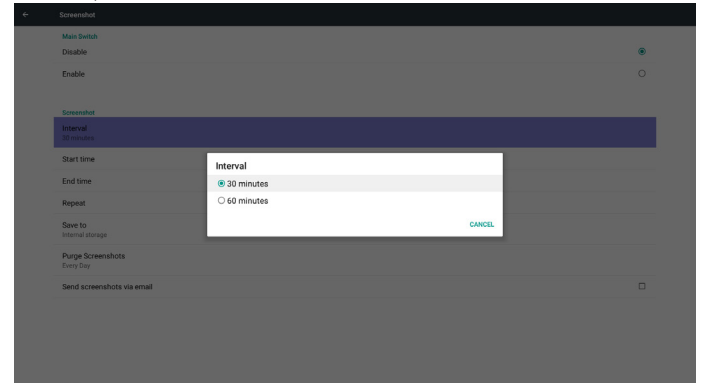 Screenshot
Main Switch
Disable
Enable
Screenshot
Interval
30 minutes
Start time
End time
Repeat
Save to
Internal storage
Purge Screenshots
Every Day
Send screenshots via email
Interval
30 minutes
60 minutes
CANCEL